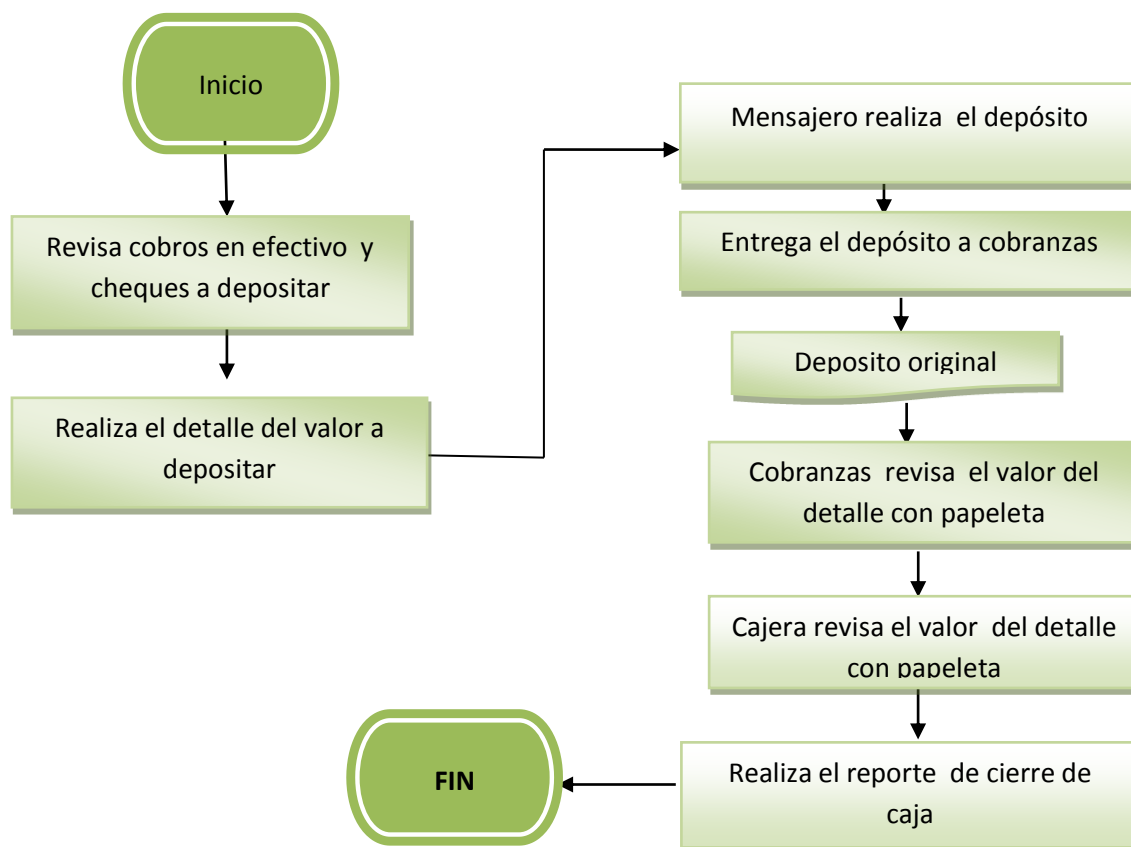 Inicio
Revisa cobros en efectivo y
cheques a depositar
Realiza el detalle del valor a
depositar
Mensajero realiza el depósito
Entrega el depósito a cobranzas
Deposito original
Cobranzas revisa el valor del
detalle con papeleta
Cajera revisa el valor del detalle
con papeleta
Realiza el reporte de cierre de
caja
FIN